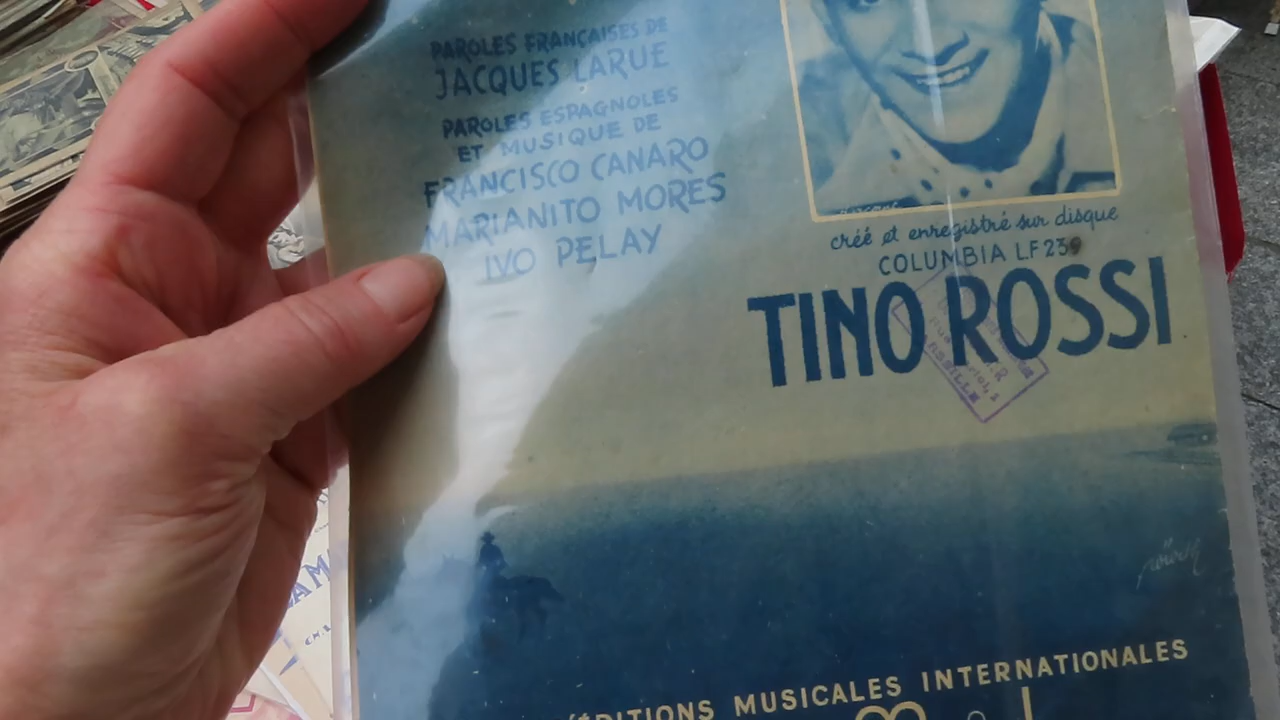 PAROLES FRANÇAISES DE
JACQUES LARUE
PAROLES ESPAGNOLES
ET MUSIQUE DE
FRANCISCO CANARO
MARIANITO MORES
IVO PELAY
créé et enregistré sur disque
COLUMBIA LF
TINO ROSSI
ÉDITIONS MUSICALES INTERNATIONALES